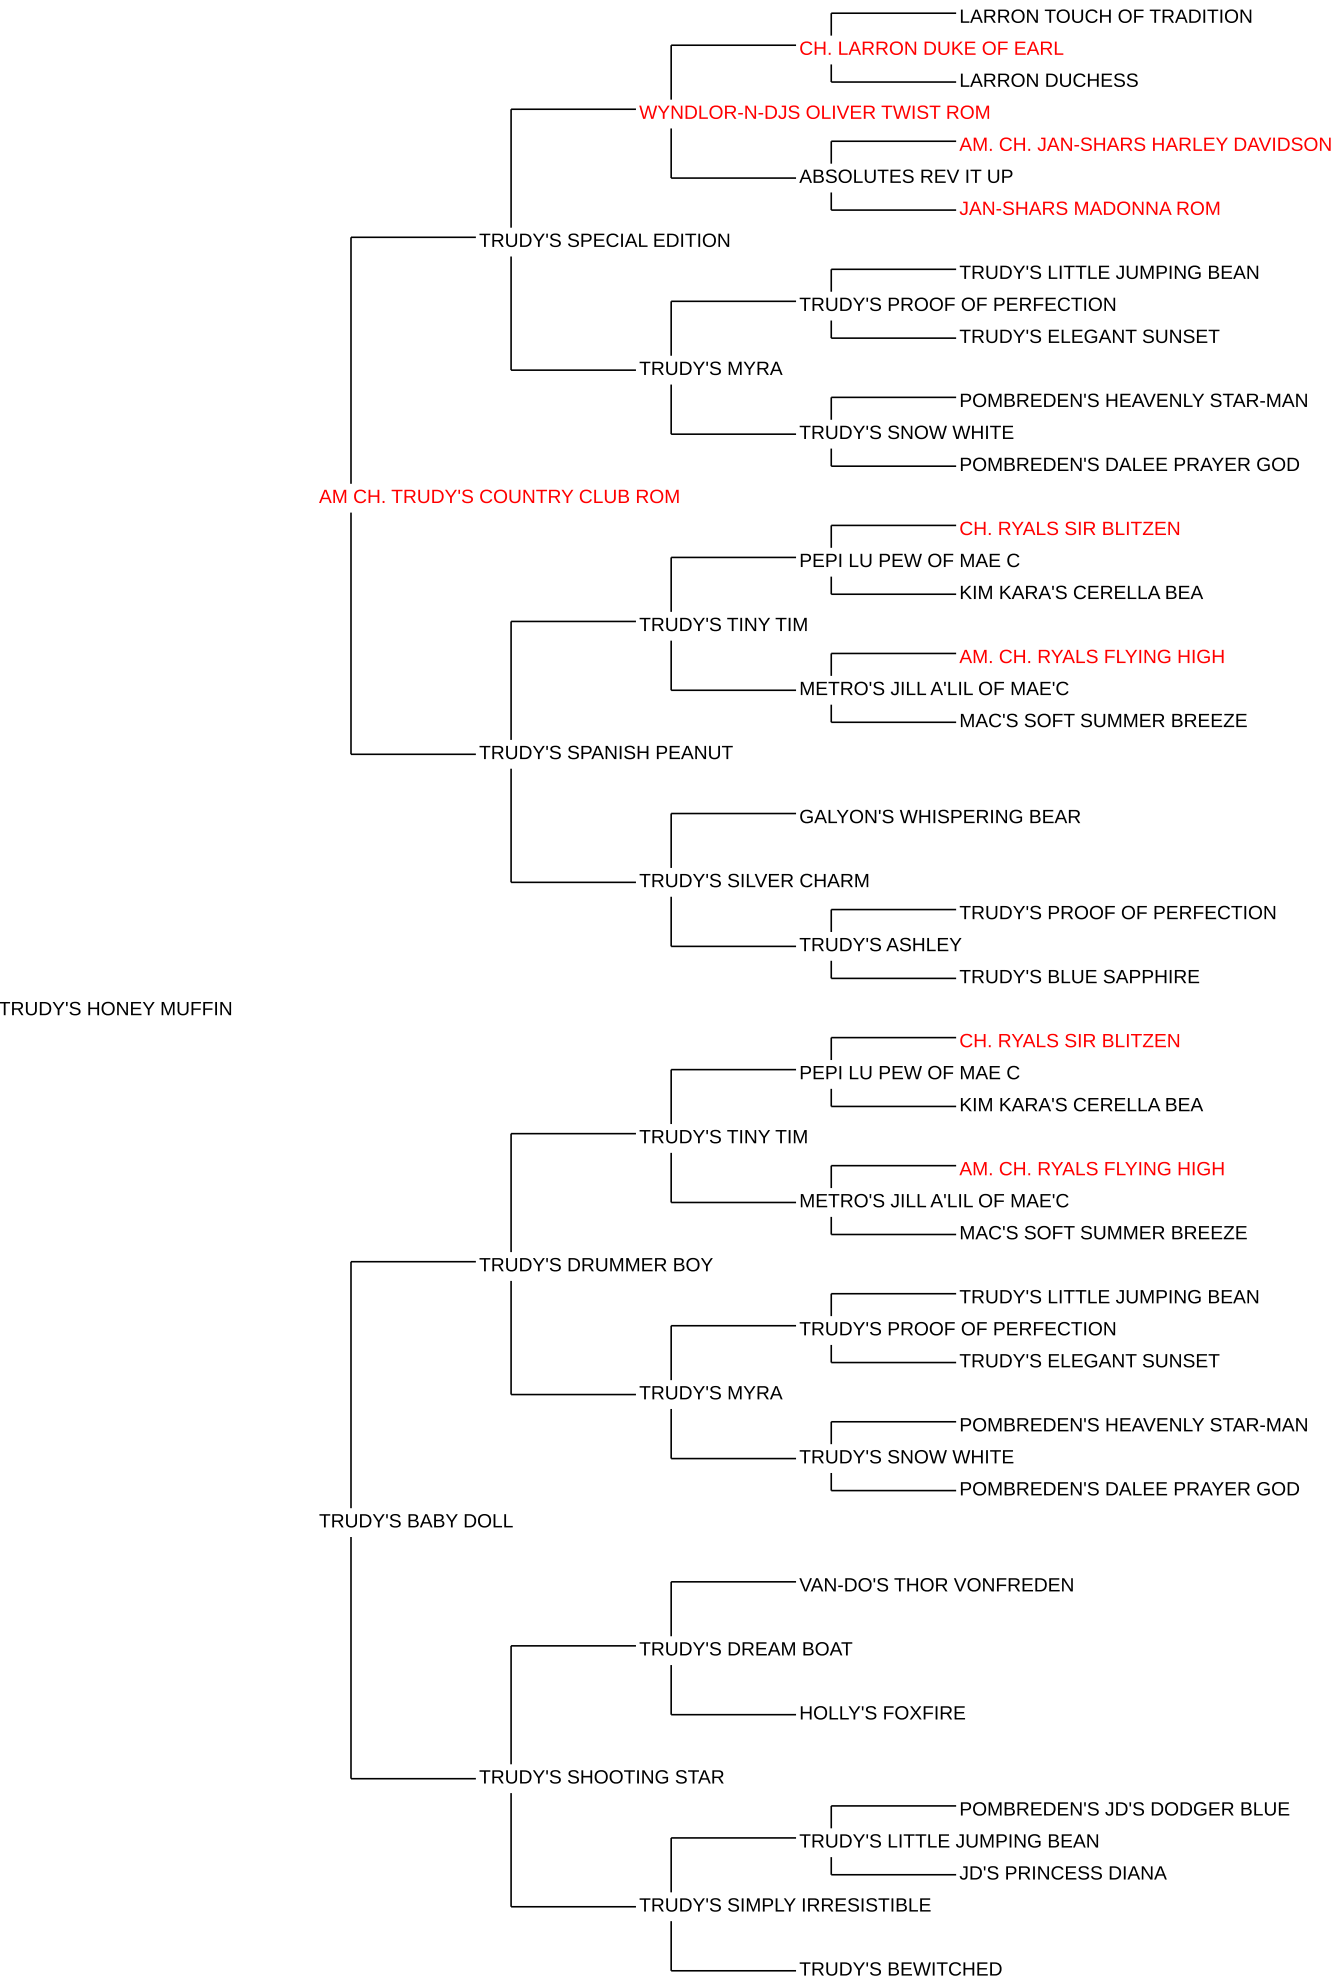 LARRON TOUCH OF TRADITION
CH. LARRON DUKE OF EARL
LARRON DUCHESS
WYNDLOR-N-DJS OLIVER TWIST ROM
AM. CH. JAN-SHARS HARLEY DAVIDSON
ABSOLUTES REV IT UP
JAN-SHARS MADONNA ROM
TRUDY'S SPECIAL EDITION
TRUDY'S LITTLE JUMPING BEAN
TRUDY'S PROOF OF PERFECTION
TRUDY'S ELEGANT SUNSET
TRUDY'S MYRA
POMBREDEN'S HEAVENLY STAR-MAN
TRUDY'S SNOW WHITE
POMBREDEN'S DALEE PRAYER GOD
AM CH. TRUDY'S COUNTRY CLUB ROM
CH. RYALS SIR BLITZEN
PEPI LU PEW OF MAE C
KIM KARA'S CERELLA BEA
TRUDY'S TINY TIM
AM. CH. RYALS FLYING HIGH
METRO'S JILL A'LIL OF MAE'C
MAC'S SOFT SUMMER BREEZE
TRUDY'S SPANISH PEANUT
GALYON'S WHISPERING BEAR
TRUDY'S SILVER CHARM
TRUDY'S PROOF OF PERFECTION
TRUDY'S ASHLEY
TRUDY'S BLUE SAPPHIRE
TRUDY'S HONEY MUFFIN
CH. RYALS SIR BLITZEN
PEPI LU PEW OF MAE C
KIM KARA'S CERELLA BEA
TRUDY'S TINY TIM
AM. CH. RYALS FLYING HIGH
METRO'S JILL A'LIL OF MAE'C
MAC'S SOFT SUMMER BREEZE
TRUDY'S DRUMMER BOY
TRUDY'S LITTLE JUMPING BEAN
TRUDY'S PROOF OF PERFECTION
TRUDY'S ELEGANT SUNSET
TRUDY'S MYRA
POMBREDEN'S HEAVENLY STAR-MAN
TRUDY'S SNOW WHITE
POMBREDEN'S DALEE PRAYER GOD
TRUDY'S BABY DOLL
VAN-DO'S THOR VONFREDEN
TRUDY'S DREAM BOAT
HOLLY'S FOXFIRE
TRUDY'S SHOOTING STAR
POMBREDEN'S JD'S DODGER BLUE
TRUDY'S LITTLE JUMPING BEAN
JD'S PRINCESS DIANA
TRUDY'S SIMPLY IRRESISTIBLE
TRUDY'S BEWITCHED